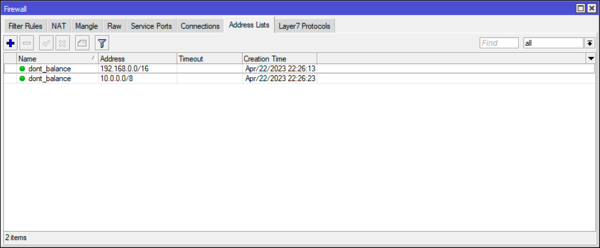 Firewall
Filter Rules NAT Mangle Raw Service Ports Connections Address Lists Layer7 Protocols
Find all
Name Address Timeout Creation Time
dont_balance 192.168.0.0/16 Apr/22/2023 22:26:13
dont_balance 10.0.0.0/8 Apr/22/2023 22:26:23
2 items